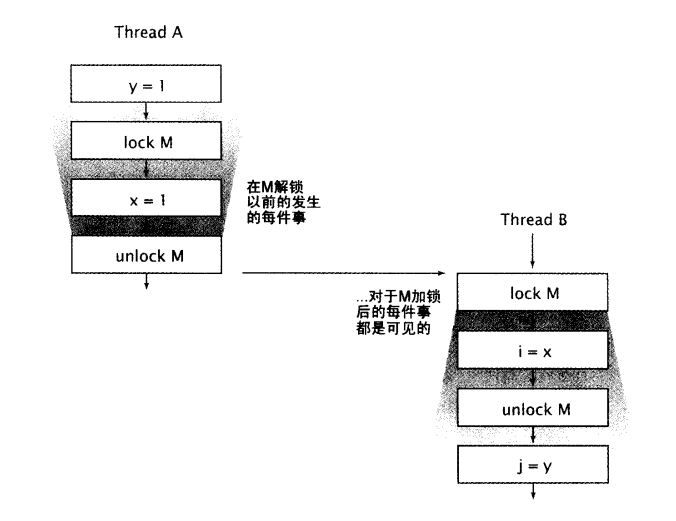 Thread A
y = 1
lock M
x = 1
unlock M
在M解锁
以前的发生
的每件事
Thread B
lock M
i = x
unlock M
j = y
...对于M加锁
后的每件事
都是可见的